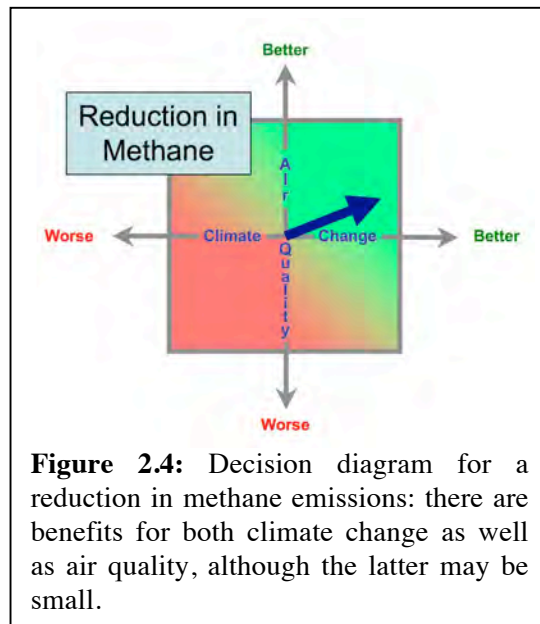 Better
Reduction in
Methane
Air
Worse
Climate
Change
Better
Quality
Worse
Figure 2.4: Decision diagram for a
reduction in methane emissions: there are
benefits for both climate change as well
as air quality, although the latter may be
small.